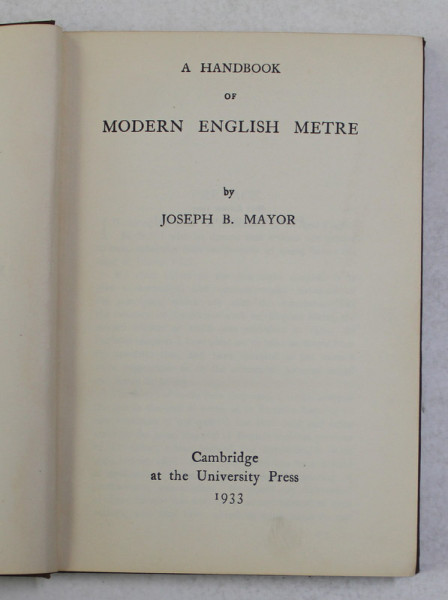 A HANDBOOK
OF
MODERN ENGLISH METRE
by
JOSEPH B. MAYOR
Cambridge
at the University Press
1933